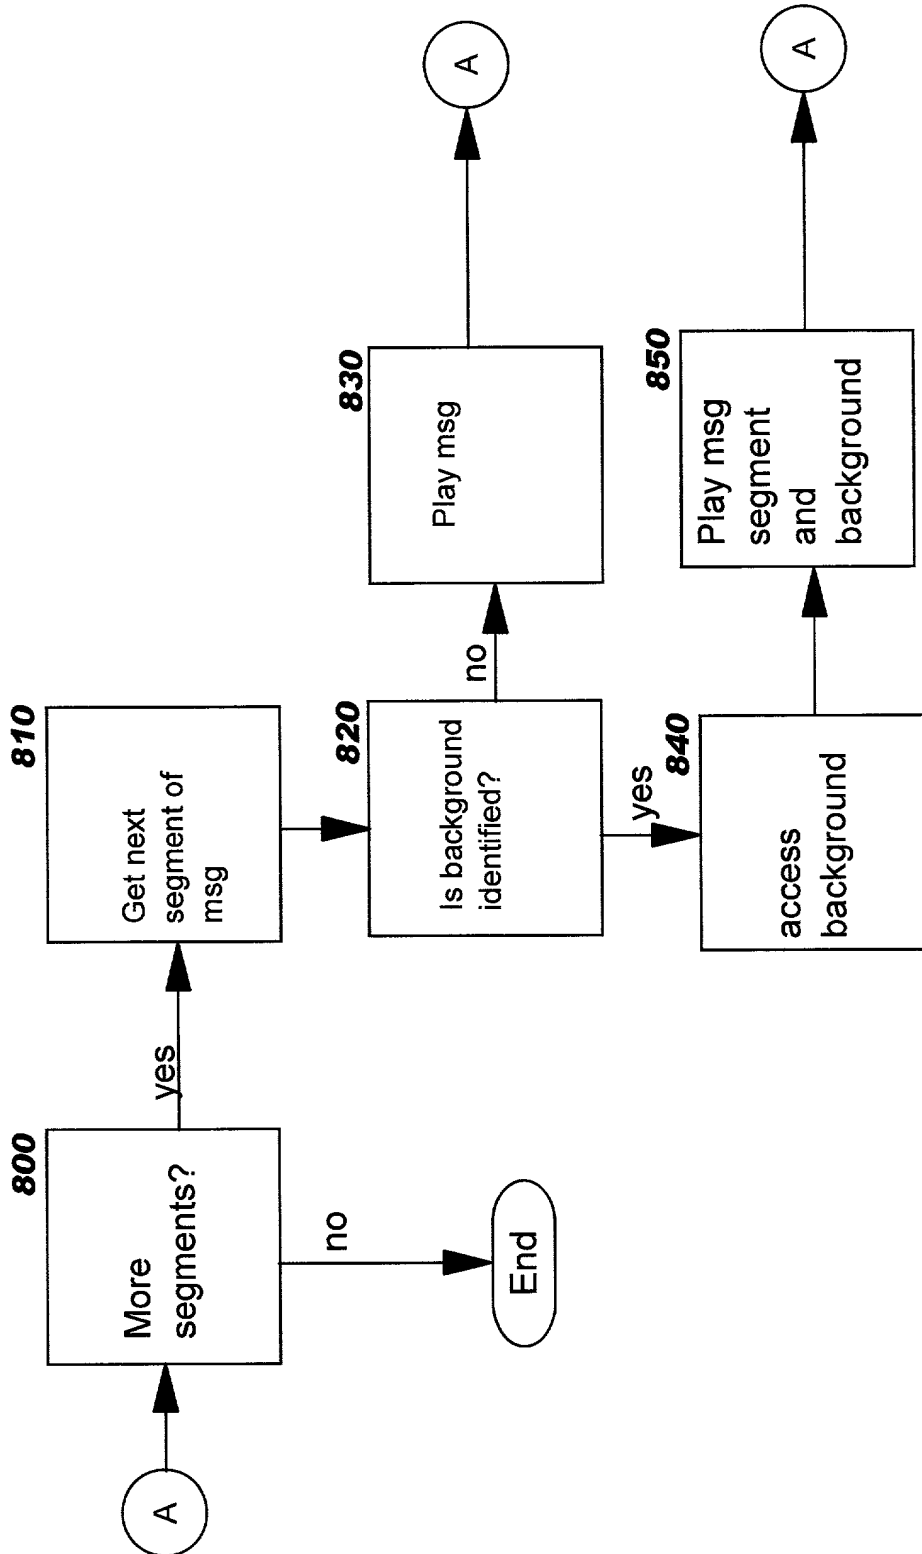 A
800
More
segments?
yes
no
End
810
Get next
segment of
msg
820
Is background
identified?
no
yes
830
Play msg
A
840
access
background
850
Play msg
segment
and
background
A